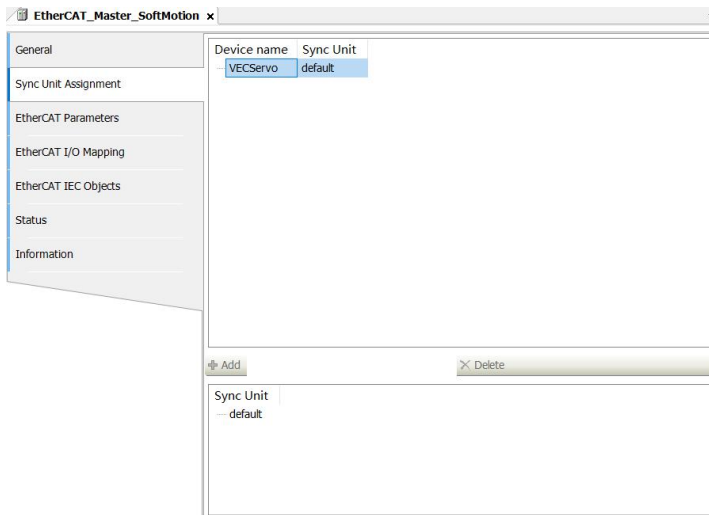 EtherCAT_Master_SoftMotion x
General
Sync Unit Assignment
EtherCAT Parameters
EtherCAT I/O Mapping
EtherCAT IEC Objects
Status
Information
Device name Sync Unit
VECServo default
Add Delete
Sync Unit
default